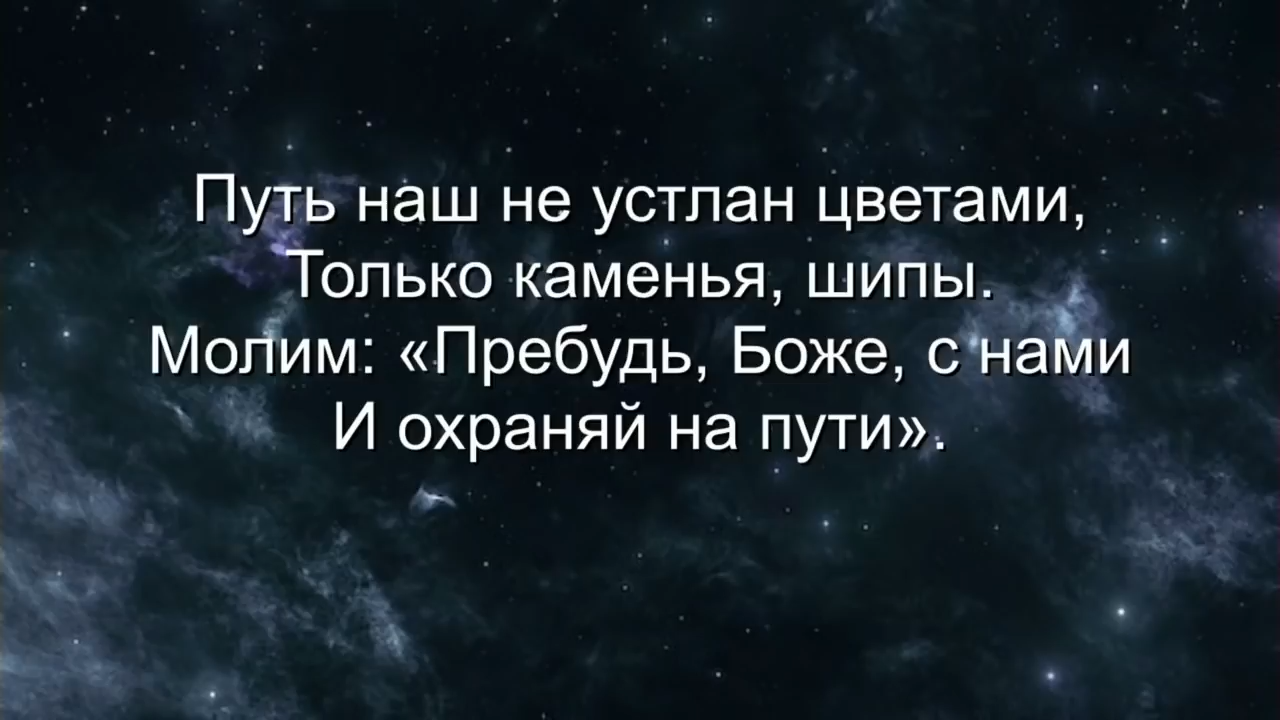 Путь наш не устлан цветами,
Только каменья, шипы.
Молим: «Пребудь, Боже, с нами
И охраняй на пути».